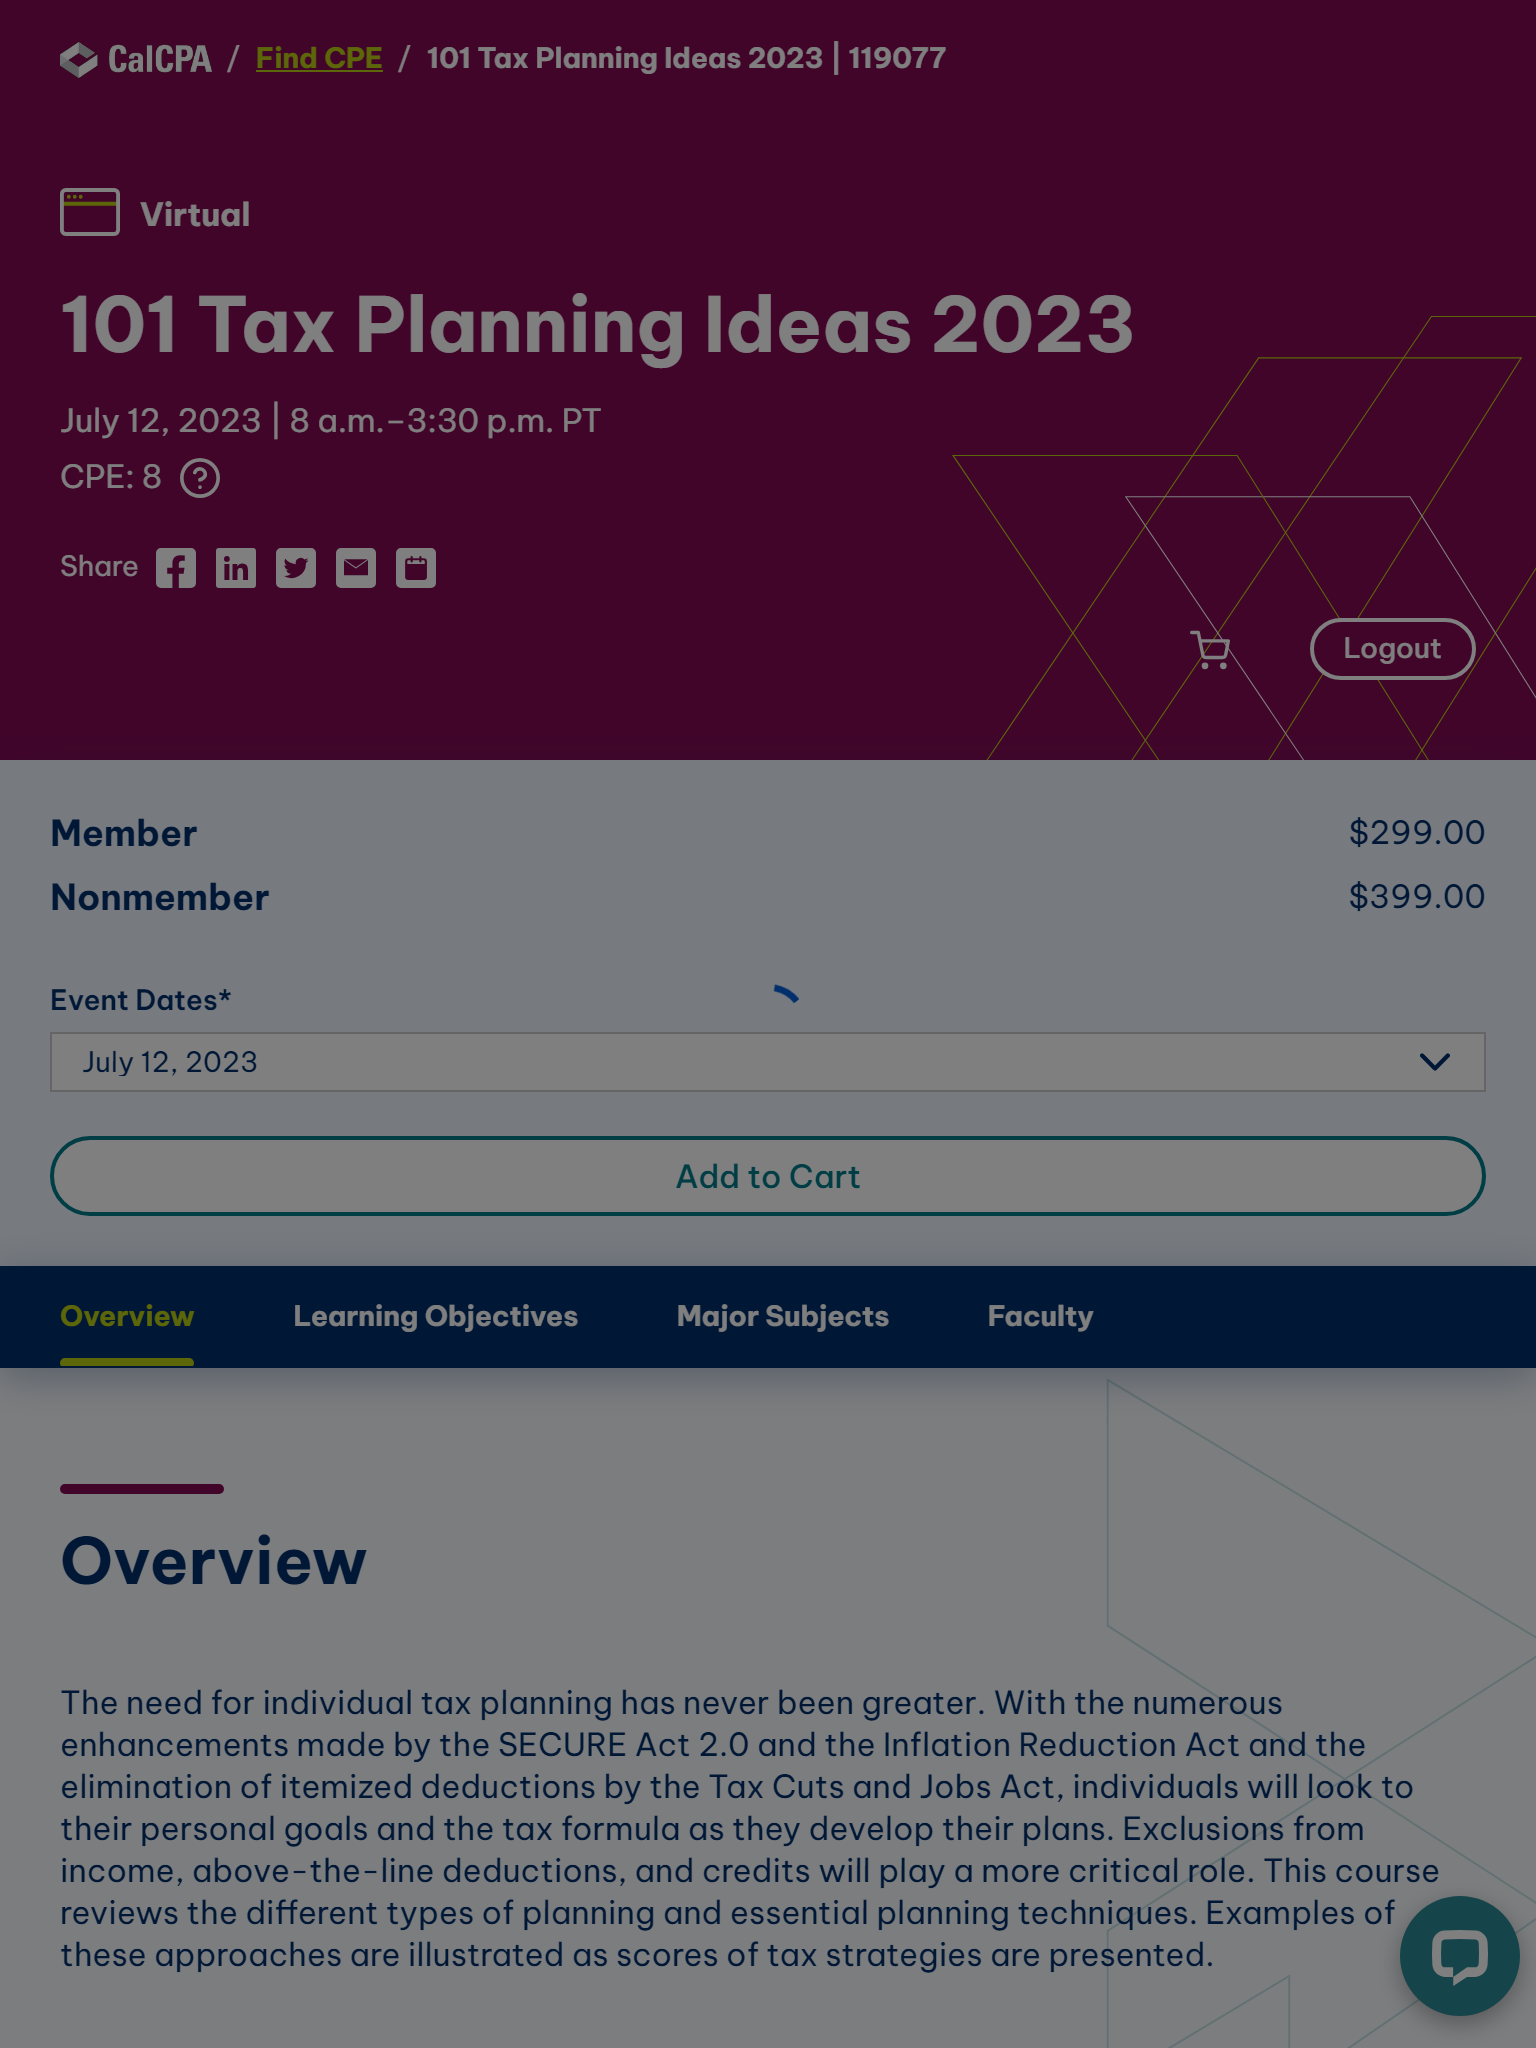 CalCPA / Find CPE / 101 Tax Planning Ideas 2023 | 119077
Virtual
101 Tax Planning Ideas 2023
July 12, 2023 | 8 a.m.–3:30 p.m. PT
CPE: 8 ?
Share
Logout
Member $299.00
Nonmember $399.00
Event Dates*
July 12, 2023
Add to Cart
Overview Learning Objectives Major Subjects Faculty
Overview
The need for individual tax planning has never been greater. With the numerous
enhancements made by the SECURE Act 2.0 and the Inflation Reduction Act and the
elimination of itemized deductions by the Tax Cuts and Jobs Act, individuals will look to
their personal goals and the tax formula as they develop their plans. Exclusions from
income, above-the-line deductions, and credits will play a more critical role. This course
reviews the different types of planning and essential planning techniques. Examples of
these approaches are illustrated as scores of tax strategies are presented.